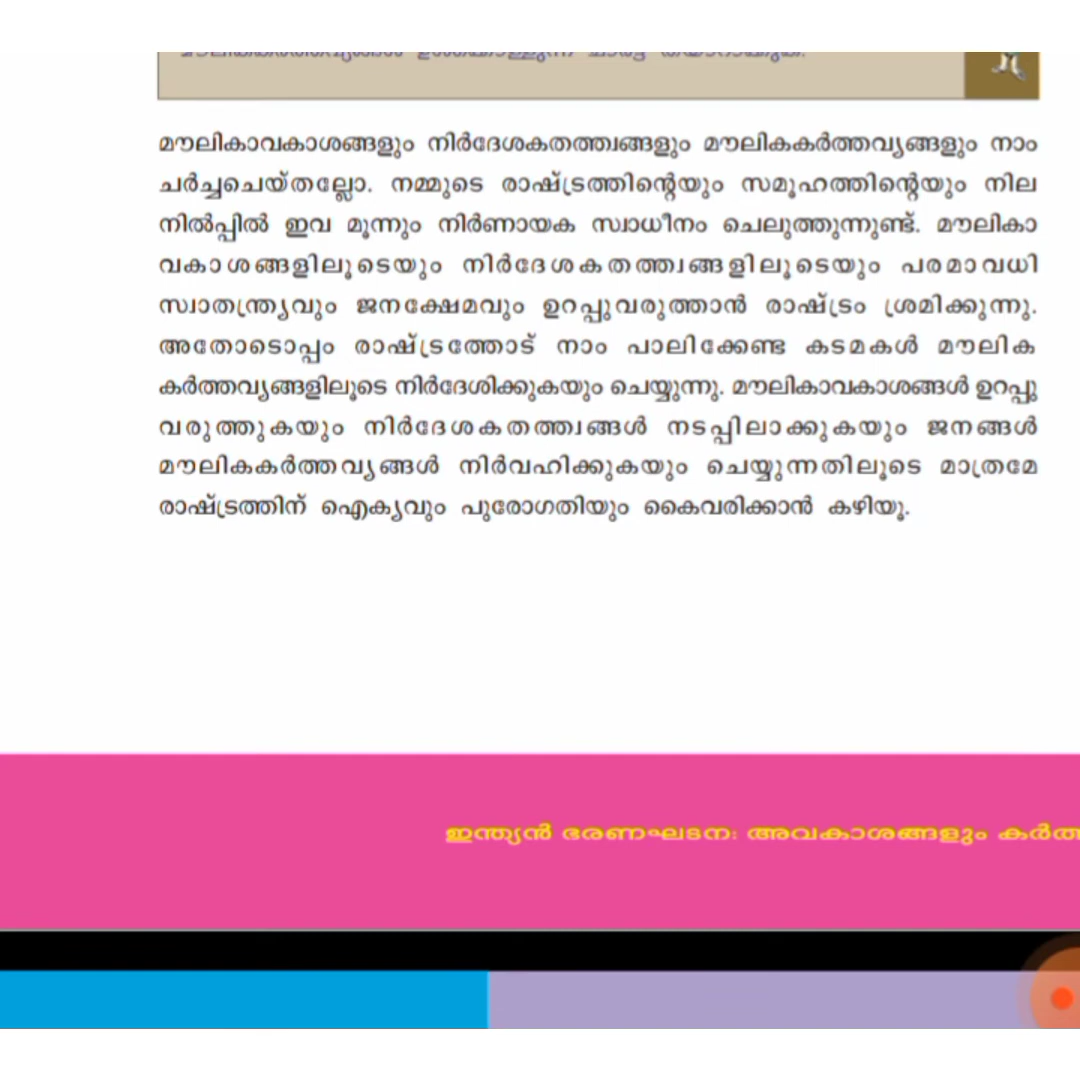 മൗലികാവകാശങ്ങളും നിർദേശകതത്ത്വങ്ങളും മൗലികകർത്തവ്യങ്ങളും നാം
ചർച്ചചെയ്തല്ലോ. നമ്മുടെ രാഷ്ട്രത്തിന്റെയും സമൂഹത്തിന്റെയും നില
നിൽപ്പിൽ ഇവ മൂന്നും നിർണായക സ്വാധീനം ചെലുത്തുന്നുണ്ട്. മൗലികാ
വകാശങ്ങളിലൂടെയും നിർദേശകതത്ത്വങ്ങളിലൂടെയും പരമാവധി
സ്വാതന്ത്ര്യവും ജനക്ഷേമവും ഉറപ്പുവരുത്താൻ രാഷ്ട്രം ശ്രമിക്കുന്നു.
അതോടൊപ്പം രാഷ്ട്രത്തോട് നാം പാലിക്കേണ്ട കടമകൾ മൗലിക
കർത്തവ്യങ്ങളിലൂടെ നിർദേശിക്കുകയും ചെയ്യുന്നു. മൗലികാവകാശങ്ങൾ ഉറപ്പു
വരുത്തുകയും നിർദേശകതത്ത്വങ്ങൾ നടപ്പിലാക്കുകയും ജനങ്ങൾ
മൗലികകർത്തവ്യങ്ങൾ നിർവഹിക്കുകയും ചെയ്യുന്നതിലൂടെ മാത്രമേ
രാഷ്ട്രത്തിന് ഐക്യവും പുരോഗതിയും കൈവരിക്കാൻ കഴിയൂ.
ഇന്ത്യൻ ഭരണഘടന: അവകാശങ്ങളും